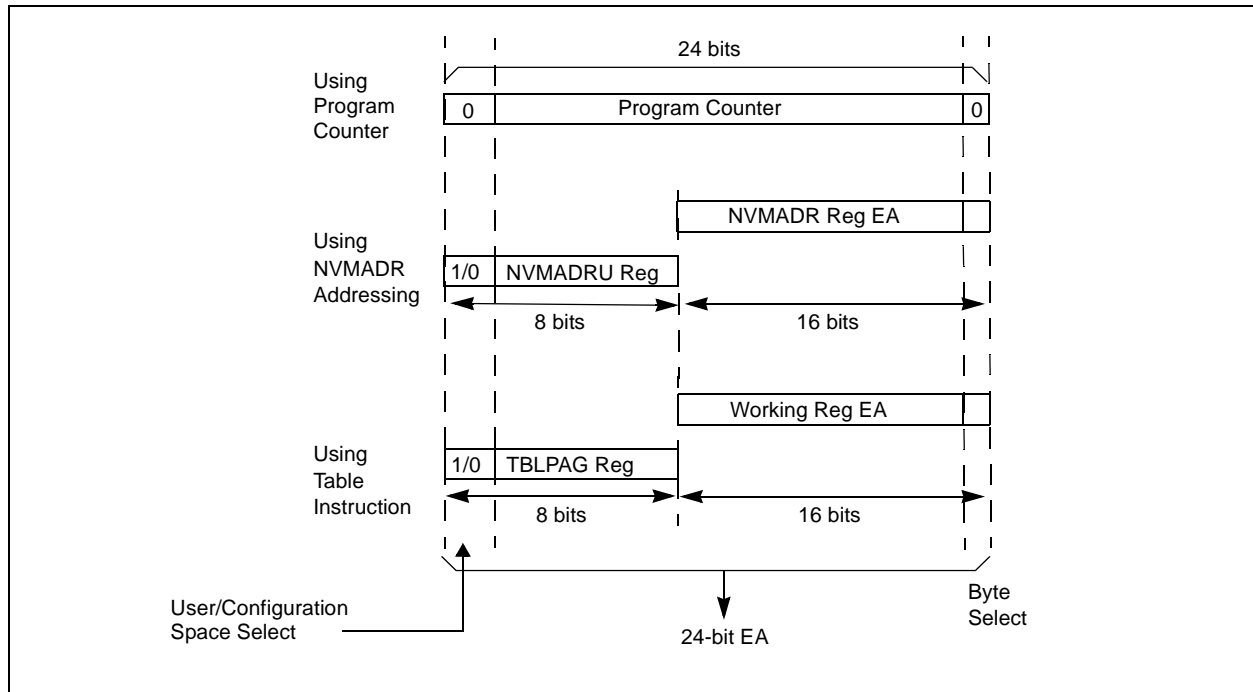 24 bits
Using
Program
Counter
0
Program Counter
0
NVMADR Reg EA
Using
NVMADR
Addressing
1/0
NVMADRU Reg
8 bits
16 bits
Working Reg EA
Using
Table
Instruction
1/0
TBLPAG Reg
8 bits
16 bits
User/Configuration
Space Select
24-bit EA
Byte
Select